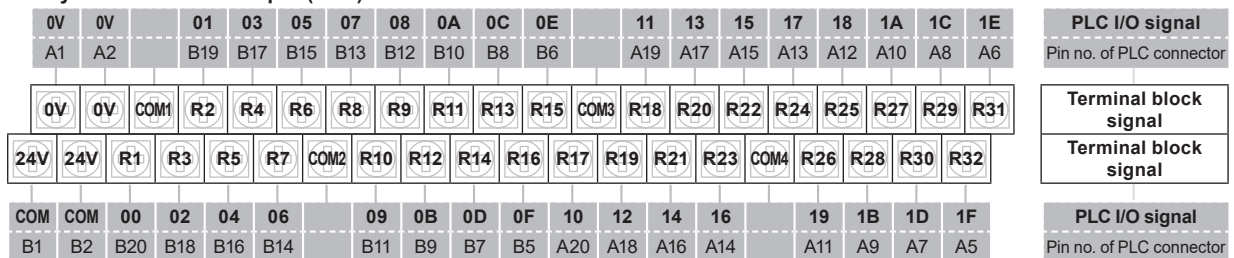 0V 0V 01 03 05 07 08 0A 0C 0E 11 13 15 17 18 1A 1C 1E PLC I/O signal
A1 A2 B19 B17 B15 B13 B12 B10 B8 B6 A19 A17 A15 A13 A12 A10 A8 A6 Pin no. of PLC connector
0V 0V COM1 R2 R4 R6 R8 R9 R11 R13 R15 COM3 R18 R20 R22 R24 R25 R27 R29 R31 Terminal block signal
24V 24V R1 R3 R5 R7 COM2 R10 R12 R14 R16 R17 R19 R21 R23 COM4 R26 R28 R30 R32 Terminal block signal
COM COM 00 02 04 06 09 0B 0D 0F 10 12 14 16 19 1B 1D 1F PLC I/O signal
B1 B2 B20 B18 B16 B14 B11 B9 B7 B5 A20 A18 A16 A14 A11 A9 A7 A5 Pin no. of PLC connector